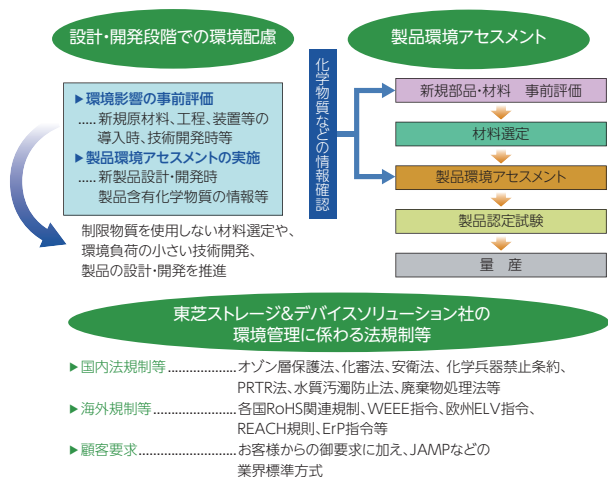 設計・開発段階での環境配慮
▶環境影響の事前評価
.....新規原材料、工程、装置等の
導入時、技術開発時等
▶製品環境アセスメントの実施
.....新製品設計・開発時
製品含有化学物質の情報等
制限物質を使用しない材料選定や、
環境負荷の小さい技術開発、
製品の設計・開発を推進
化学物質などの情報確認
製品環境アセスメント
新規部品・材料　事前評価
材料選定
製品環境アセスメント
製品認定試験
量　産
東芝ストレージ&デバイスソリューション社の
環境管理に係わる法規制等
▶国内法規制等....................オゾン層保護法、化審法、安衛法、化学兵器禁止条約、
PRTR法、水質汚濁防止法、廃棄物処理法等
▶海外規制等........................各国RoHS関連規制、WEEE指令、欧州ELV指令、
REACH規則、ErP指令等
▶顧客要求............................お客様からの御要求に加え、JAMPなどの
業界標準方式